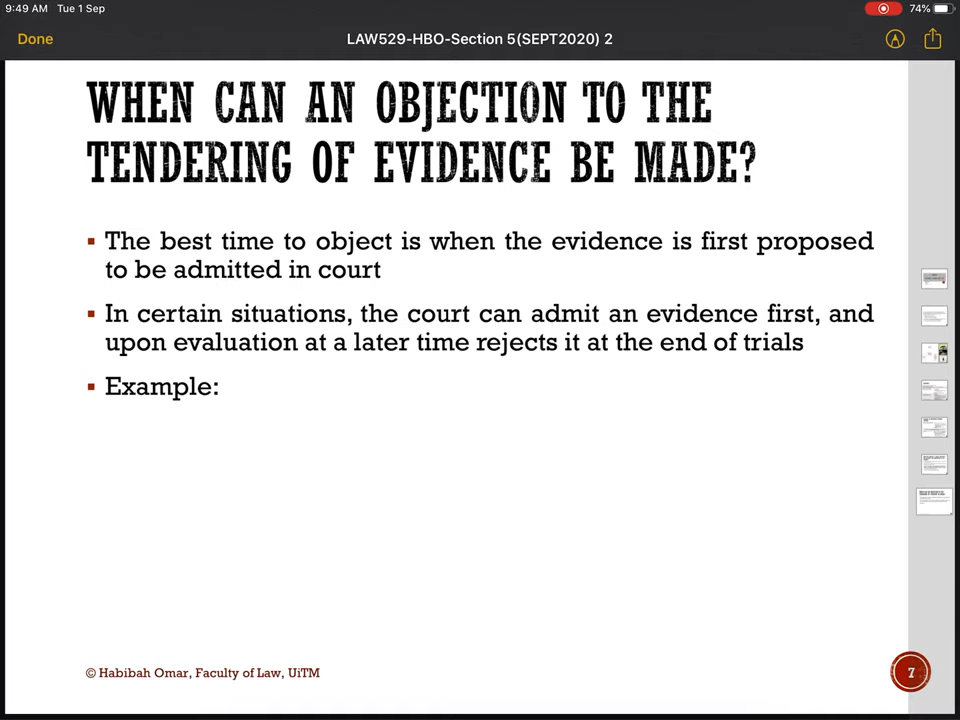 9:49 AM Tue 1 Sep
74%
Done
LAW529-HBO-Section 5(SEPT2020) 2
WHEN CAN AN OBJECTION TO THE
TENDERING OF EVIDENCE BE MADE?
▪ The best time to object is when the evidence is first proposed
to be admitted in court
▪ In certain situations, the court can admit an evidence first, and
upon evaluation at a later time rejects it at the end of trials
▪ Example:
© Habibah Omar, Faculty of Law, UiTM
7